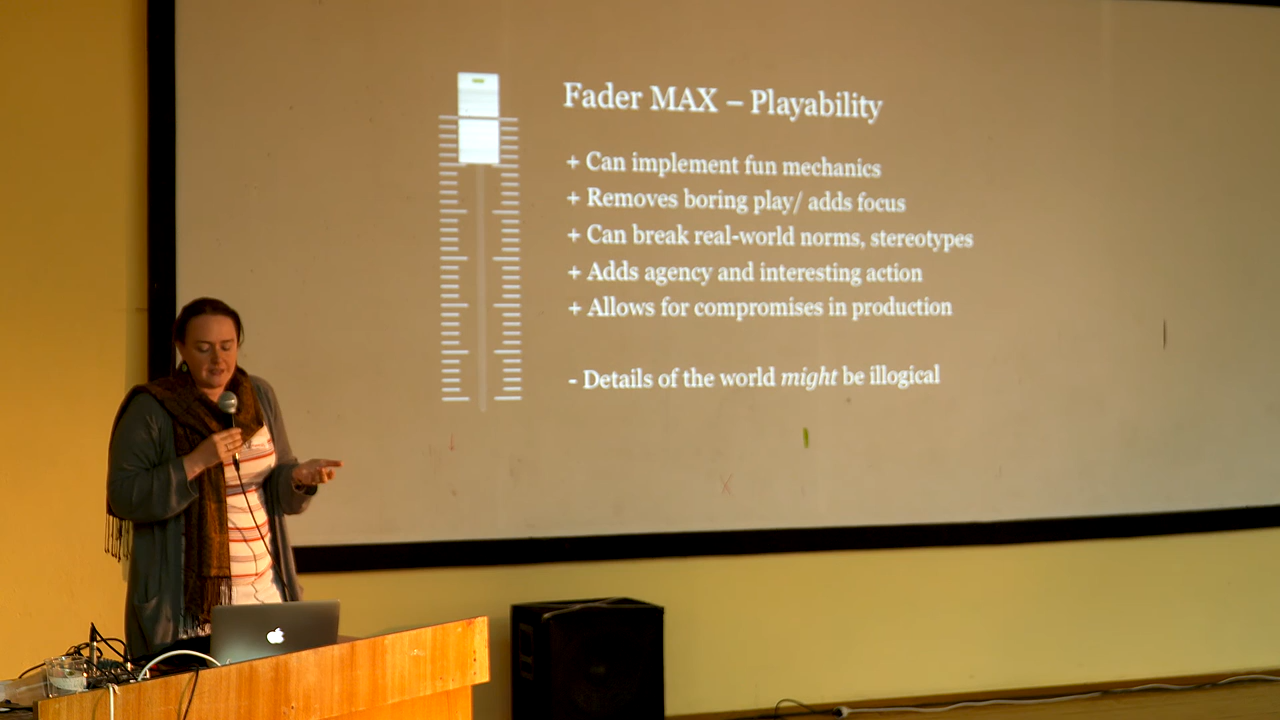 Fader MAX – Playability
+ Can implement fun mechanics
+ Removes boring play/ adds focus
+ Can break real-world norms, stereotypes
+ Adds agency and interesting action
+ Allows for compromises in production
- Details of the world might be illogical